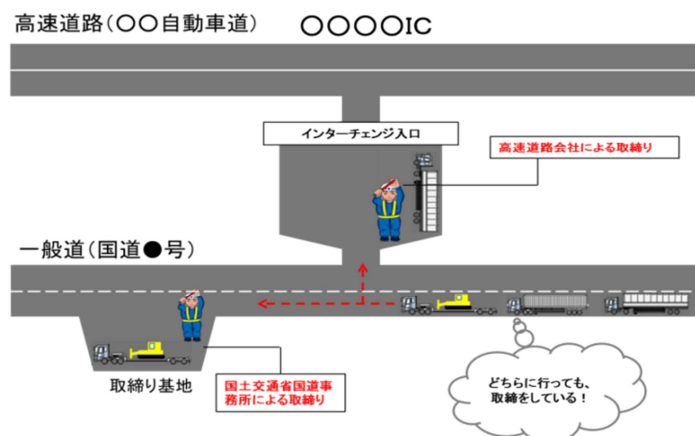 高速道路(〇〇自動車道) 〇〇〇〇IC
インターチェンジ入口
高速道路会社による取締り
一般道(国道●号)
取締り基地
国土交通省国道事
務所による取締り
どちらに行っても、
取締をしている！